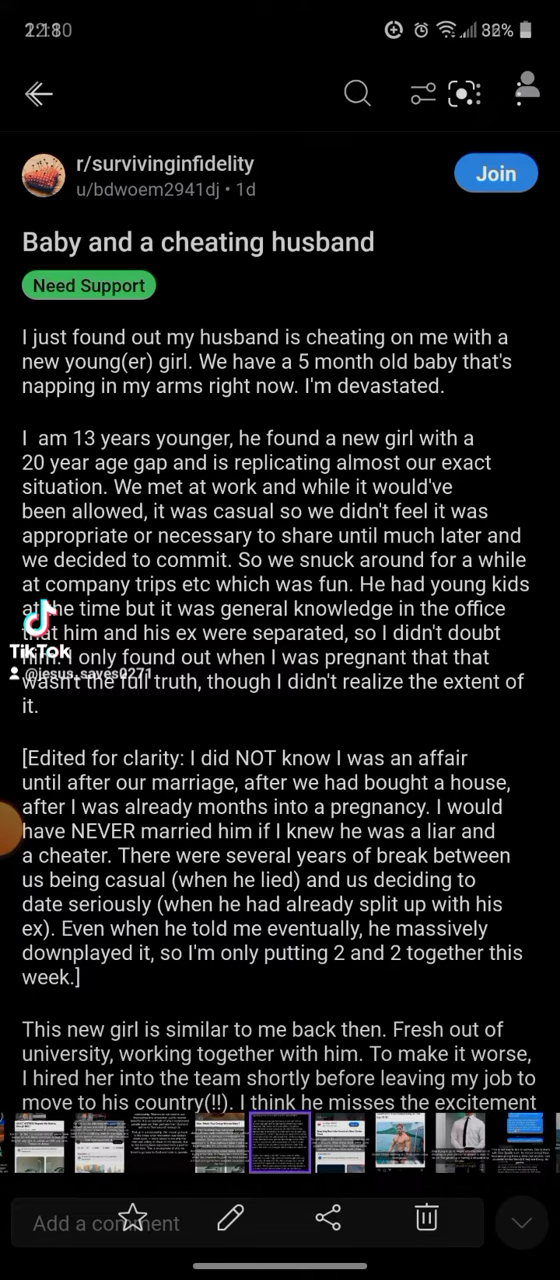 r/survivinginfidelity
u/bdwoem2941dj • 1d
Join
Baby and a cheating husband
Need Support
I just found out my husband is cheating on me with a
new young(er) girl. We have a 5 month old baby that's
napping in my arms right now. I'm devastated.
I am 13 years younger, he found a new girl with a
20 year age gap and is replicating almost our exact
situation. We met at work and while it would've
been allowed, it was casual so we didn't feel it was
appropriate or necessary to share until much later and
we decided to commit. So we snuck around for a while
at company trips etc which was fun. He had young kids
at the time but it was general knowledge in the office
that him and his ex were separated, so I didn't doubt
him. I only found out when I was pregnant that that
TikTok
wasn't the full truth, though I didn't realize the extent of
@jesus_saves0271
it.
[Edited for clarity: I did NOT know I was an affair
until after our marriage, after we had bought a house,
after I was already months into a pregnancy. I would
have NEVER married him if I knew he was a liar and
a cheater. There were several years of break between
us being casual (when he lied) and us deciding to
date seriously (when he had already split up with his
ex). Even when he told me eventually, he massively
downplayed it, so I'm only putting 2 and 2 together this
week.]
This new girl is similar to me back then. Fresh out of
university, working together with him. To make it worse,
I hired her into the team shortly before leaving my job to
move to his country(!!). I think he misses the excitement
Add a comment